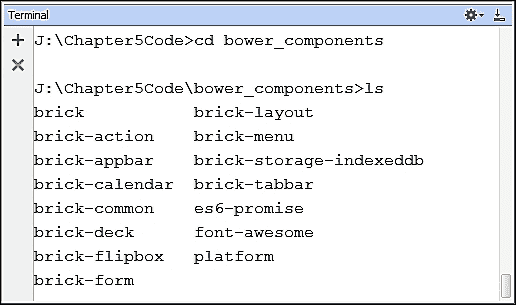 Terminal
J:\Chapter5Code>cd bower_components
J:\Chapter5Code\bower_components>ls
brick brick-layout
brick-action brick-menu
brick-appbar brick-storage-indexeddb
brick-calendar brick-tabbar
brick-common es6-promise
brick-deck font-awesome
brick-flipbox platform
brick-form